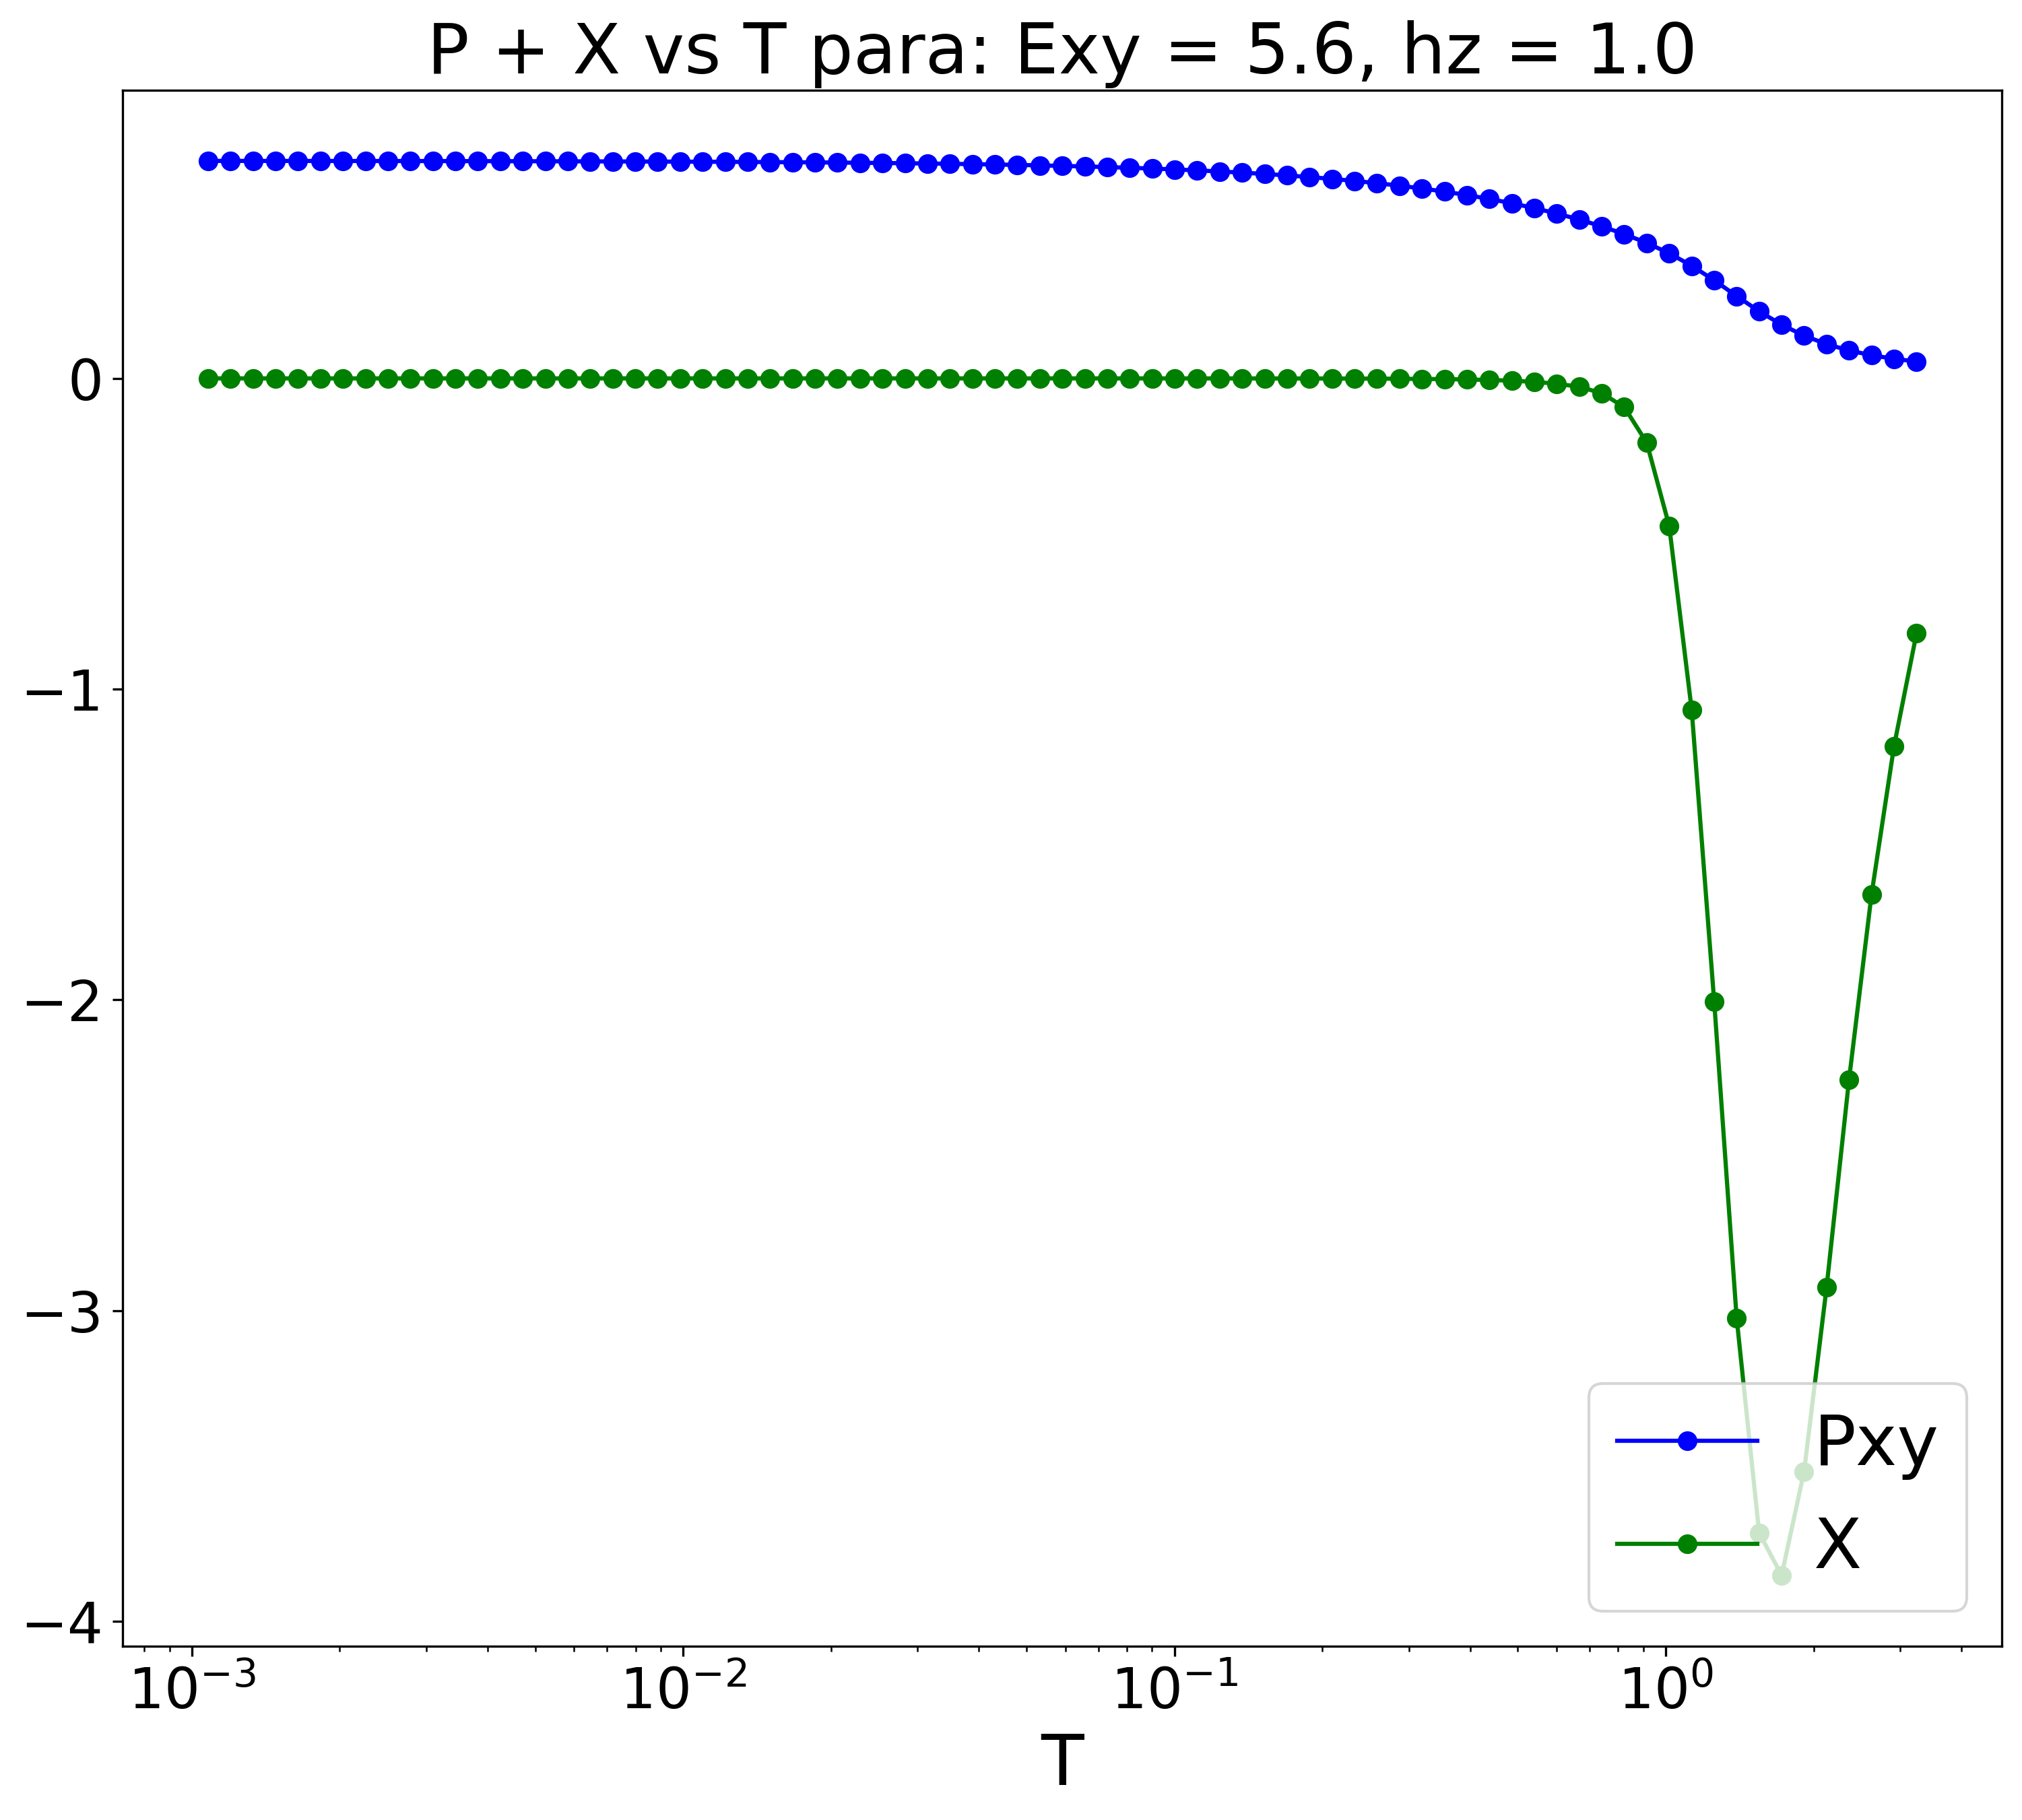 P + X vs T para: Exy = 5.6, hz = 1.0
0
−1
−2
−3
−4
Pxy
X
10⁻³ 10⁻² 10⁻¹ 10⁰
T